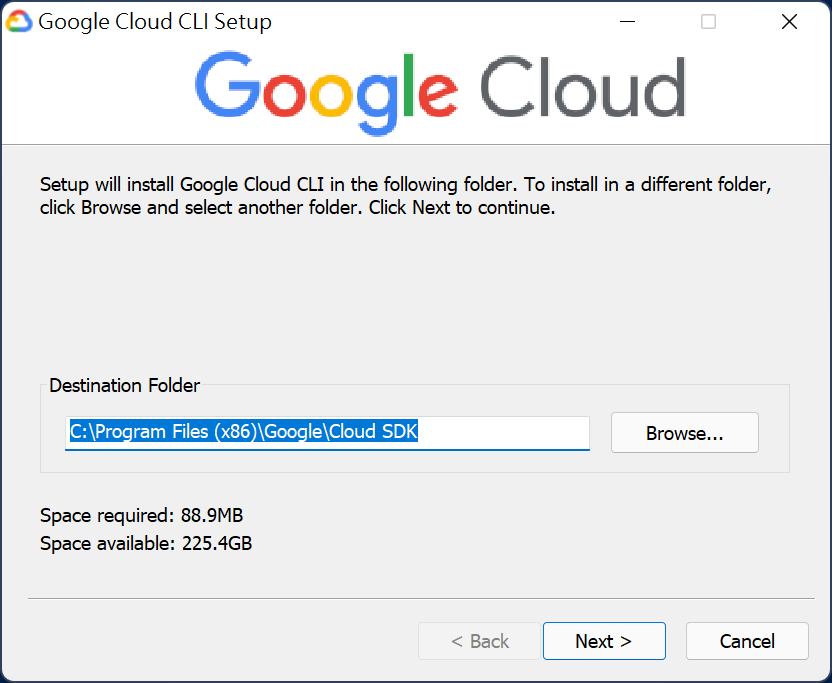 Google Cloud CLI Setup
Google Cloud
Setup will install Google Cloud CLI in the following folder. To install in a different folder,
click Browse and select another folder. Click Next to continue.
Destination Folder
C:\Program Files (x86)\Google\Cloud SDK
Browse...
Space required: 88.9MB
Space available: 225.4GB
< Back
Next >
Cancel